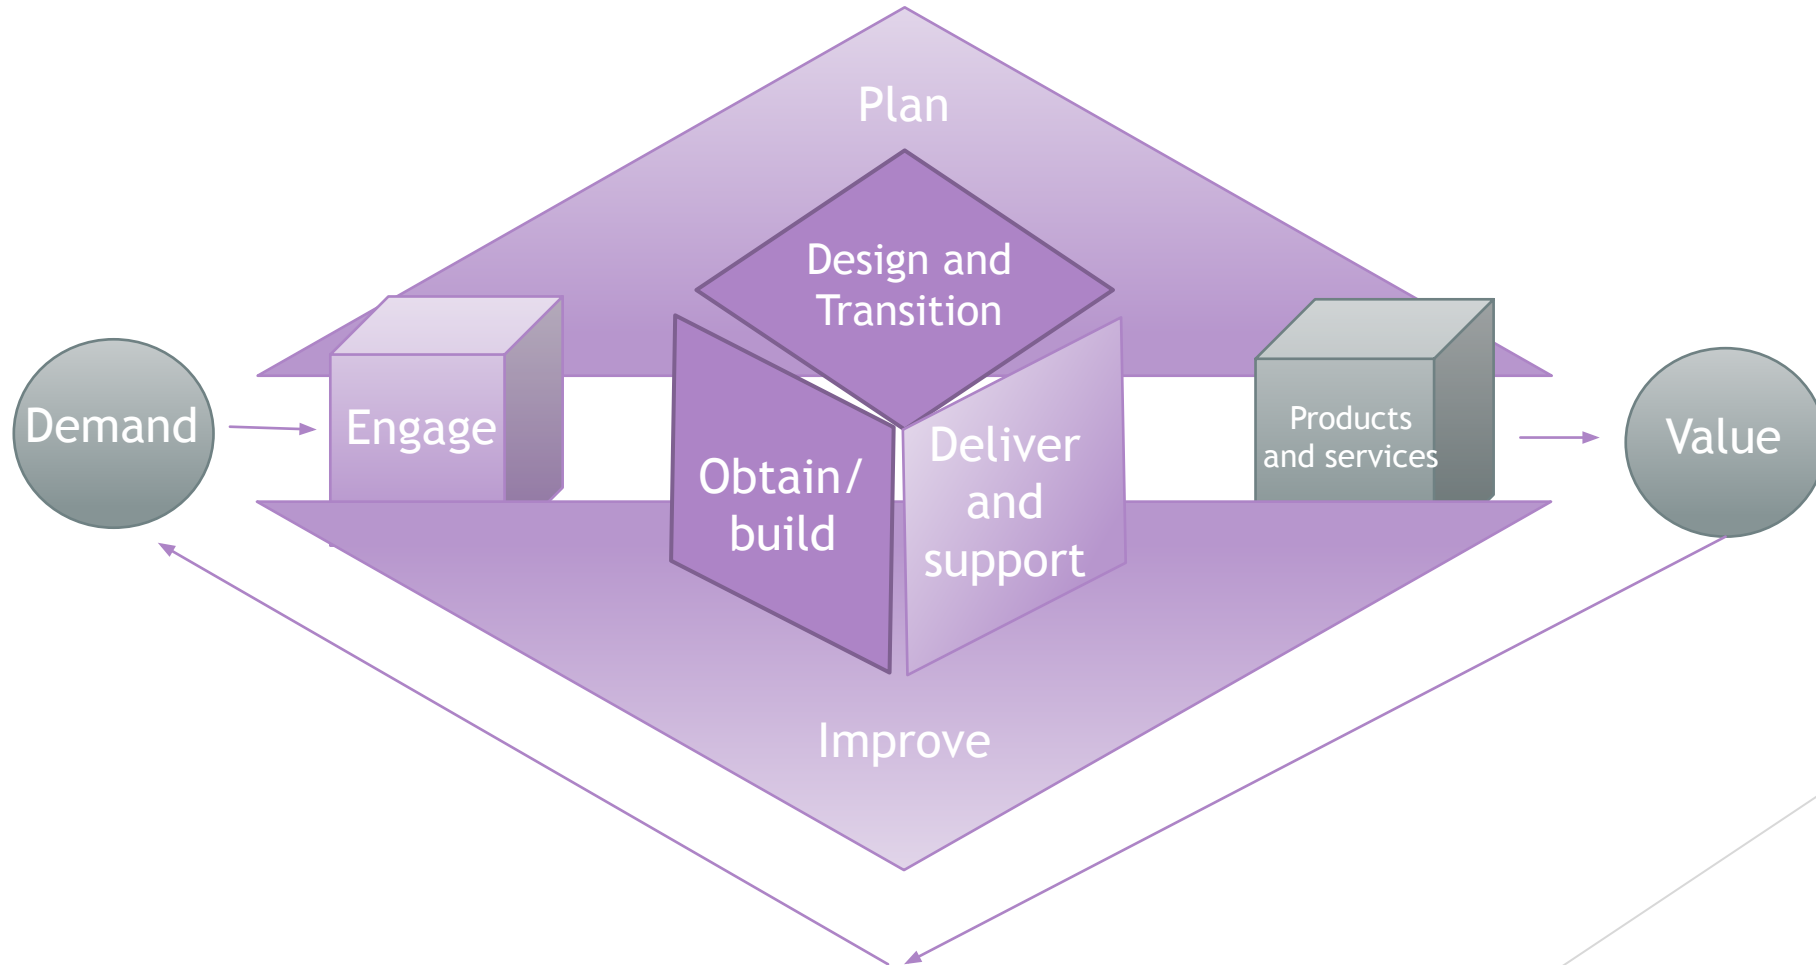 Plan
Design and
Transition
Demand
Engage
Obtain/
build
Deliver
and
support
Products
and services
Value
Improve